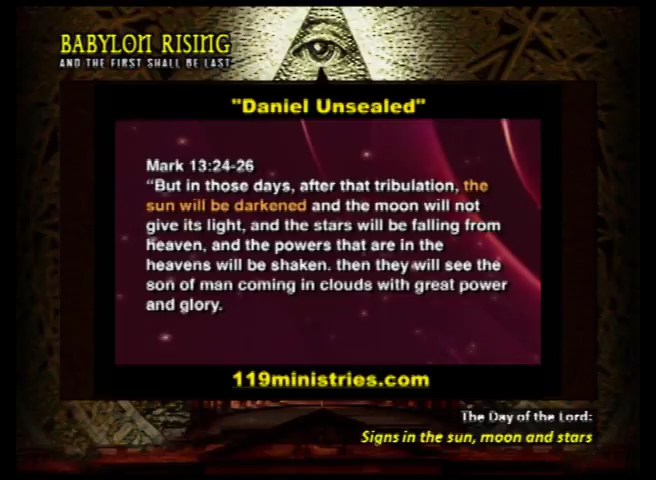 BABYLON RISING
AND THE FIRST SHALL BE LAST
"Daniel Unsealed"
Mark 13:24-26
"But in those days, after that tribulation, the
sun will be darkened and the moon will not
give its light, and the stars will be falling from
heaven, and the powers that are in the
heavens will be shaken. then they will see the
son of man coming in clouds with great power
and glory.
119ministries.com
The Day of the Lord:
Signs in the sun, moon and stars